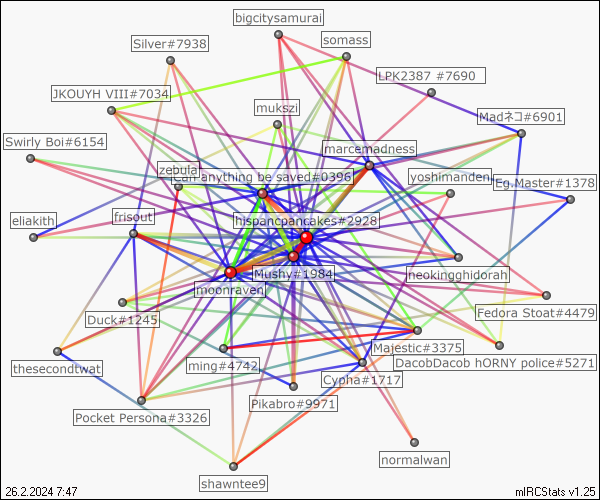 bigcitysamurai
Silver#7938
somass
LPK2387 #7690
JKOUYH VIII#7034
mukszi
Madネコ#6901
Swirly Boi#6154
marcemadness
zebula
anything be saved#0396
yoshimanden
Eg.Master#1378
eliakith
frisout
hispancpancakes#2928
Mushy#1984
neokingghidorah
moonraven
Duck#1245
Fedora Stoat#4479
Majestic#3375
thesecondtwat
ming#4742
DacobDacob hORNY police#5271
Cypha#1717
Pikabro#9971
Pocket Persona#3326
normalwan
shawntee9
26.2.2024 7:47
mIRCStats v1.25